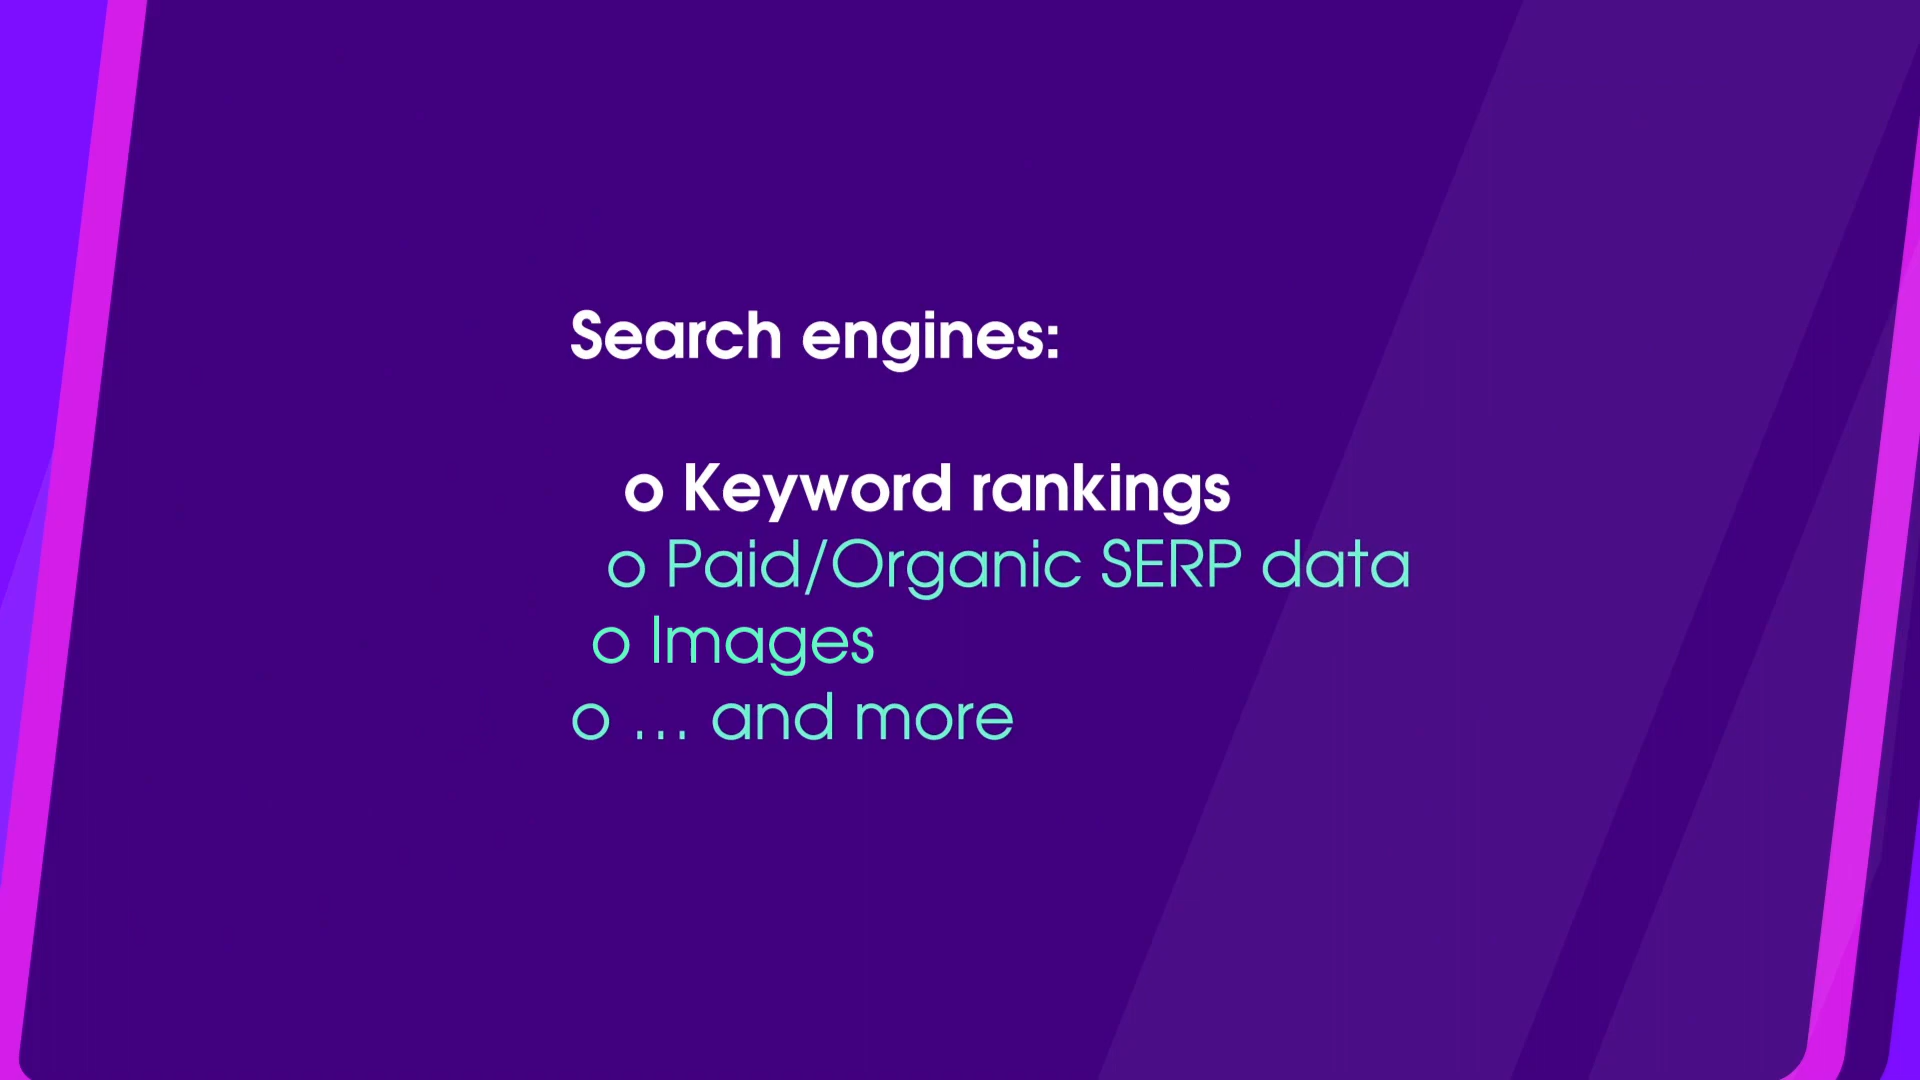 Search engines:
o Keyword rankings
o Paid/Organic SERP data
o Images
o ... and more